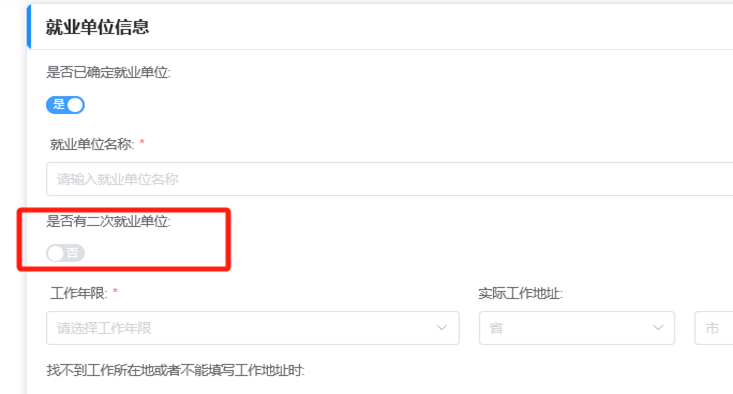 就业单位信息
是否已确定就业单位:
是
就业单位名称: *
请输入就业单位名称
是否有二次就业单位:
否
工作年限: * 实际工作地址:
请选择工作年限 省 市
找不到工作所在地或者不能填写工作地址时: